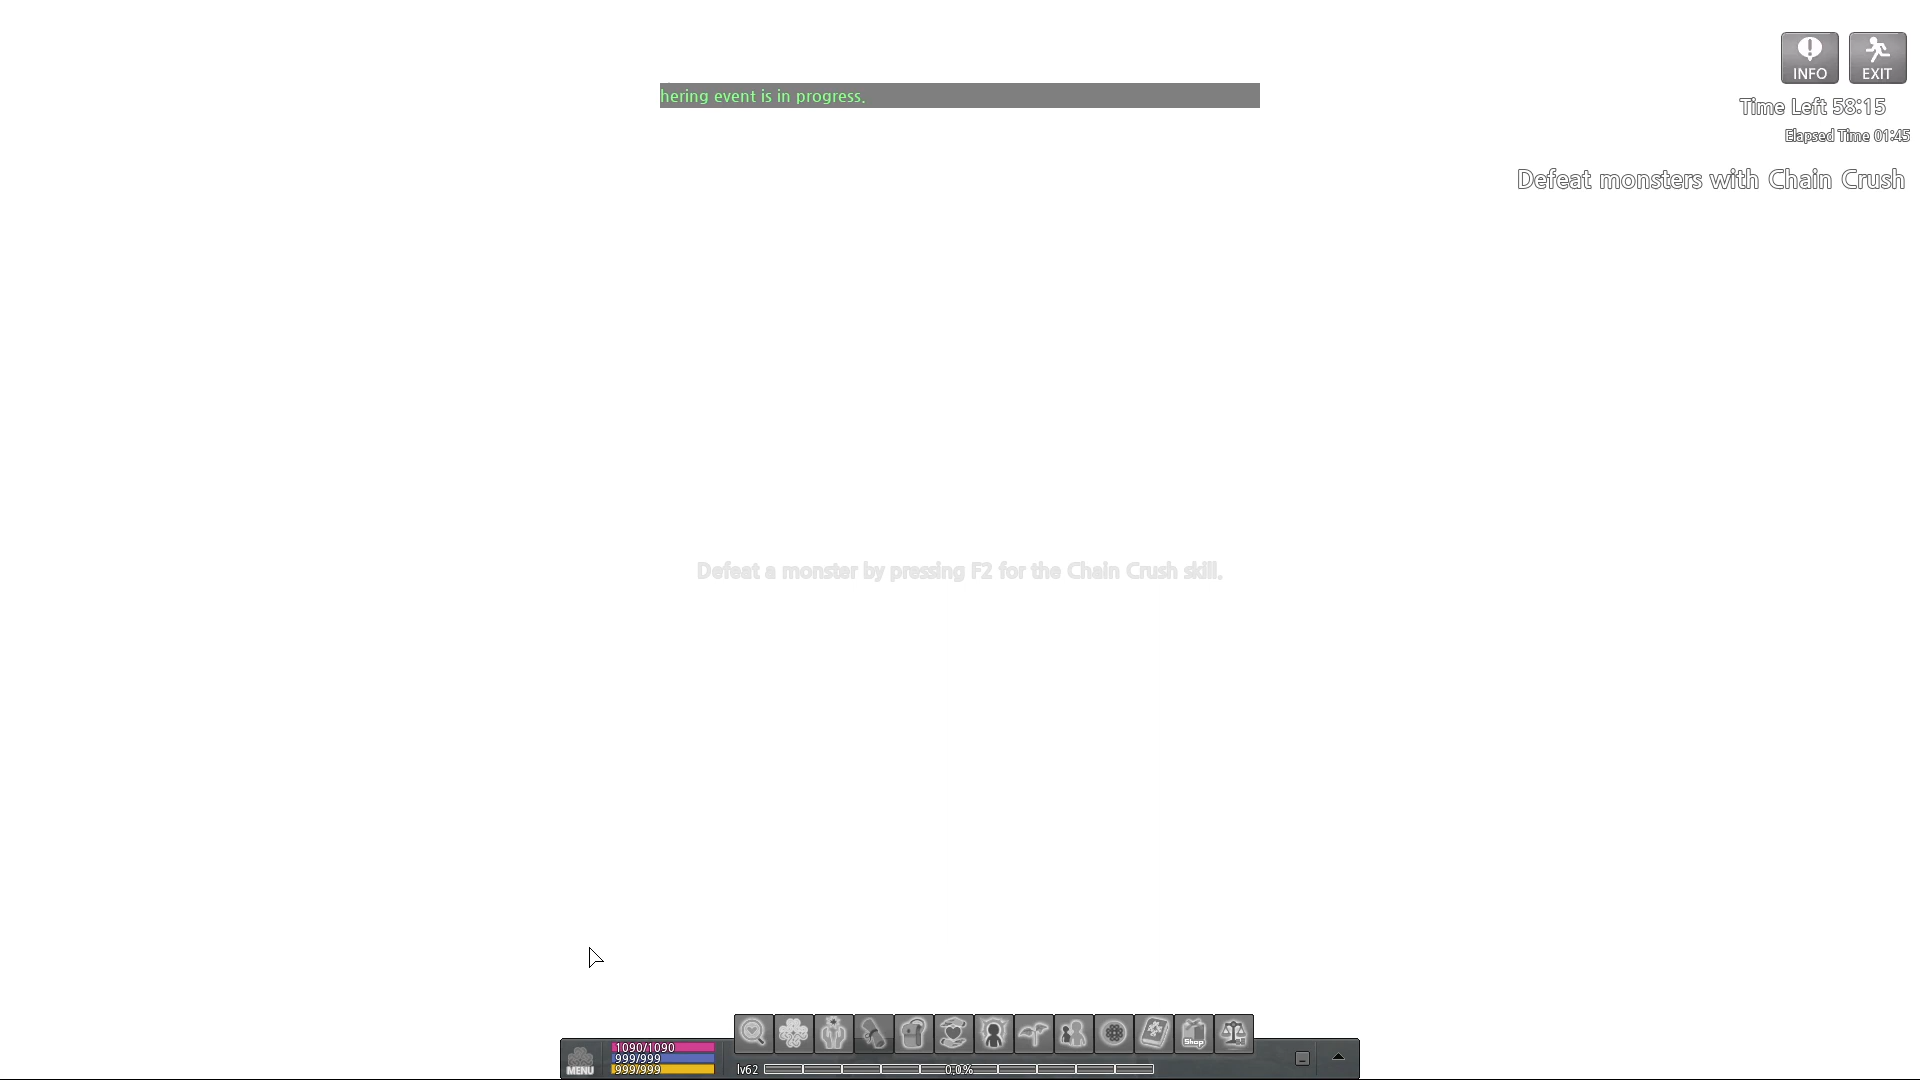 INFO
EXIT
hering event is in progress.
Time Left 58:15
Elapsed Time 01:45
Defeat monsters with Chain Crush
Defeat a monster by pressing F2 for the Chain Crush skill.
Shop
MENU
1090/1090
999/999
999/999
lv62
0.0%